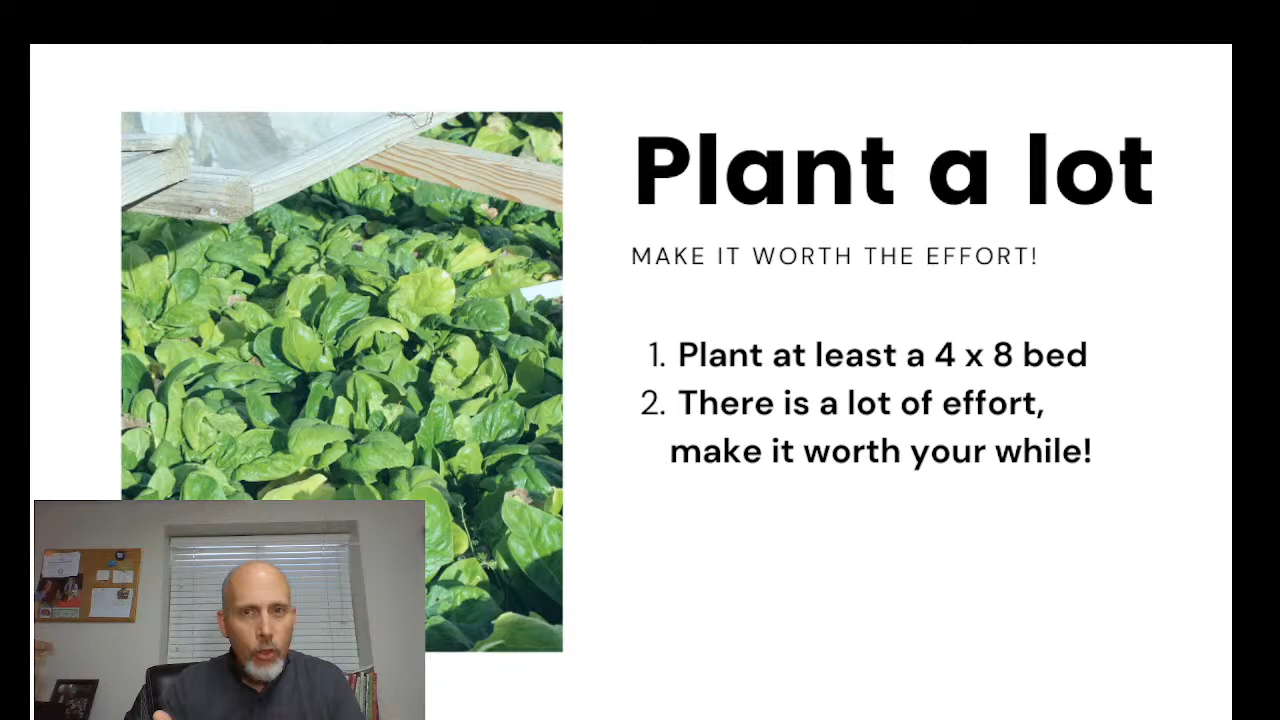 Plant a lot
MAKE IT WORTH THE EFFORT!
1. Plant at least a 4 x 8 bed
2. There is a lot of effort,
make it worth your while!